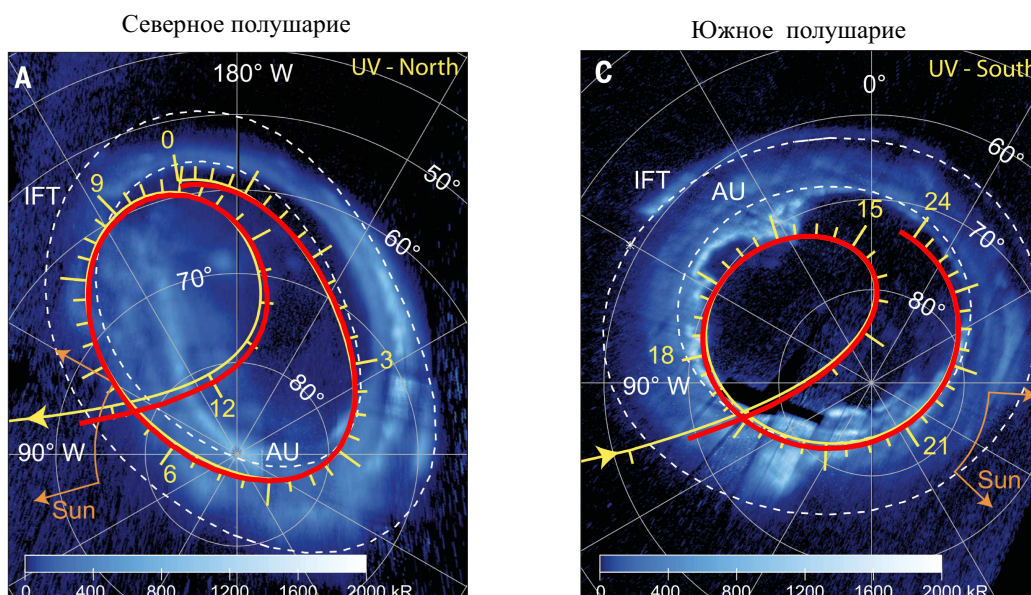 Северное полушарие
Южное полушарие
A
UV - North
180° W
0
9
IFT
50°
60°
70°
3
80°
12
AU
90° W
6
Sun
0 400 800 1200 1600 2000 kR
C
UV - South
0°
60°
IFT
AU
15
24
70°
80°
18
90° W
21
Sun
0 400 800 1200 1600 2000 kR